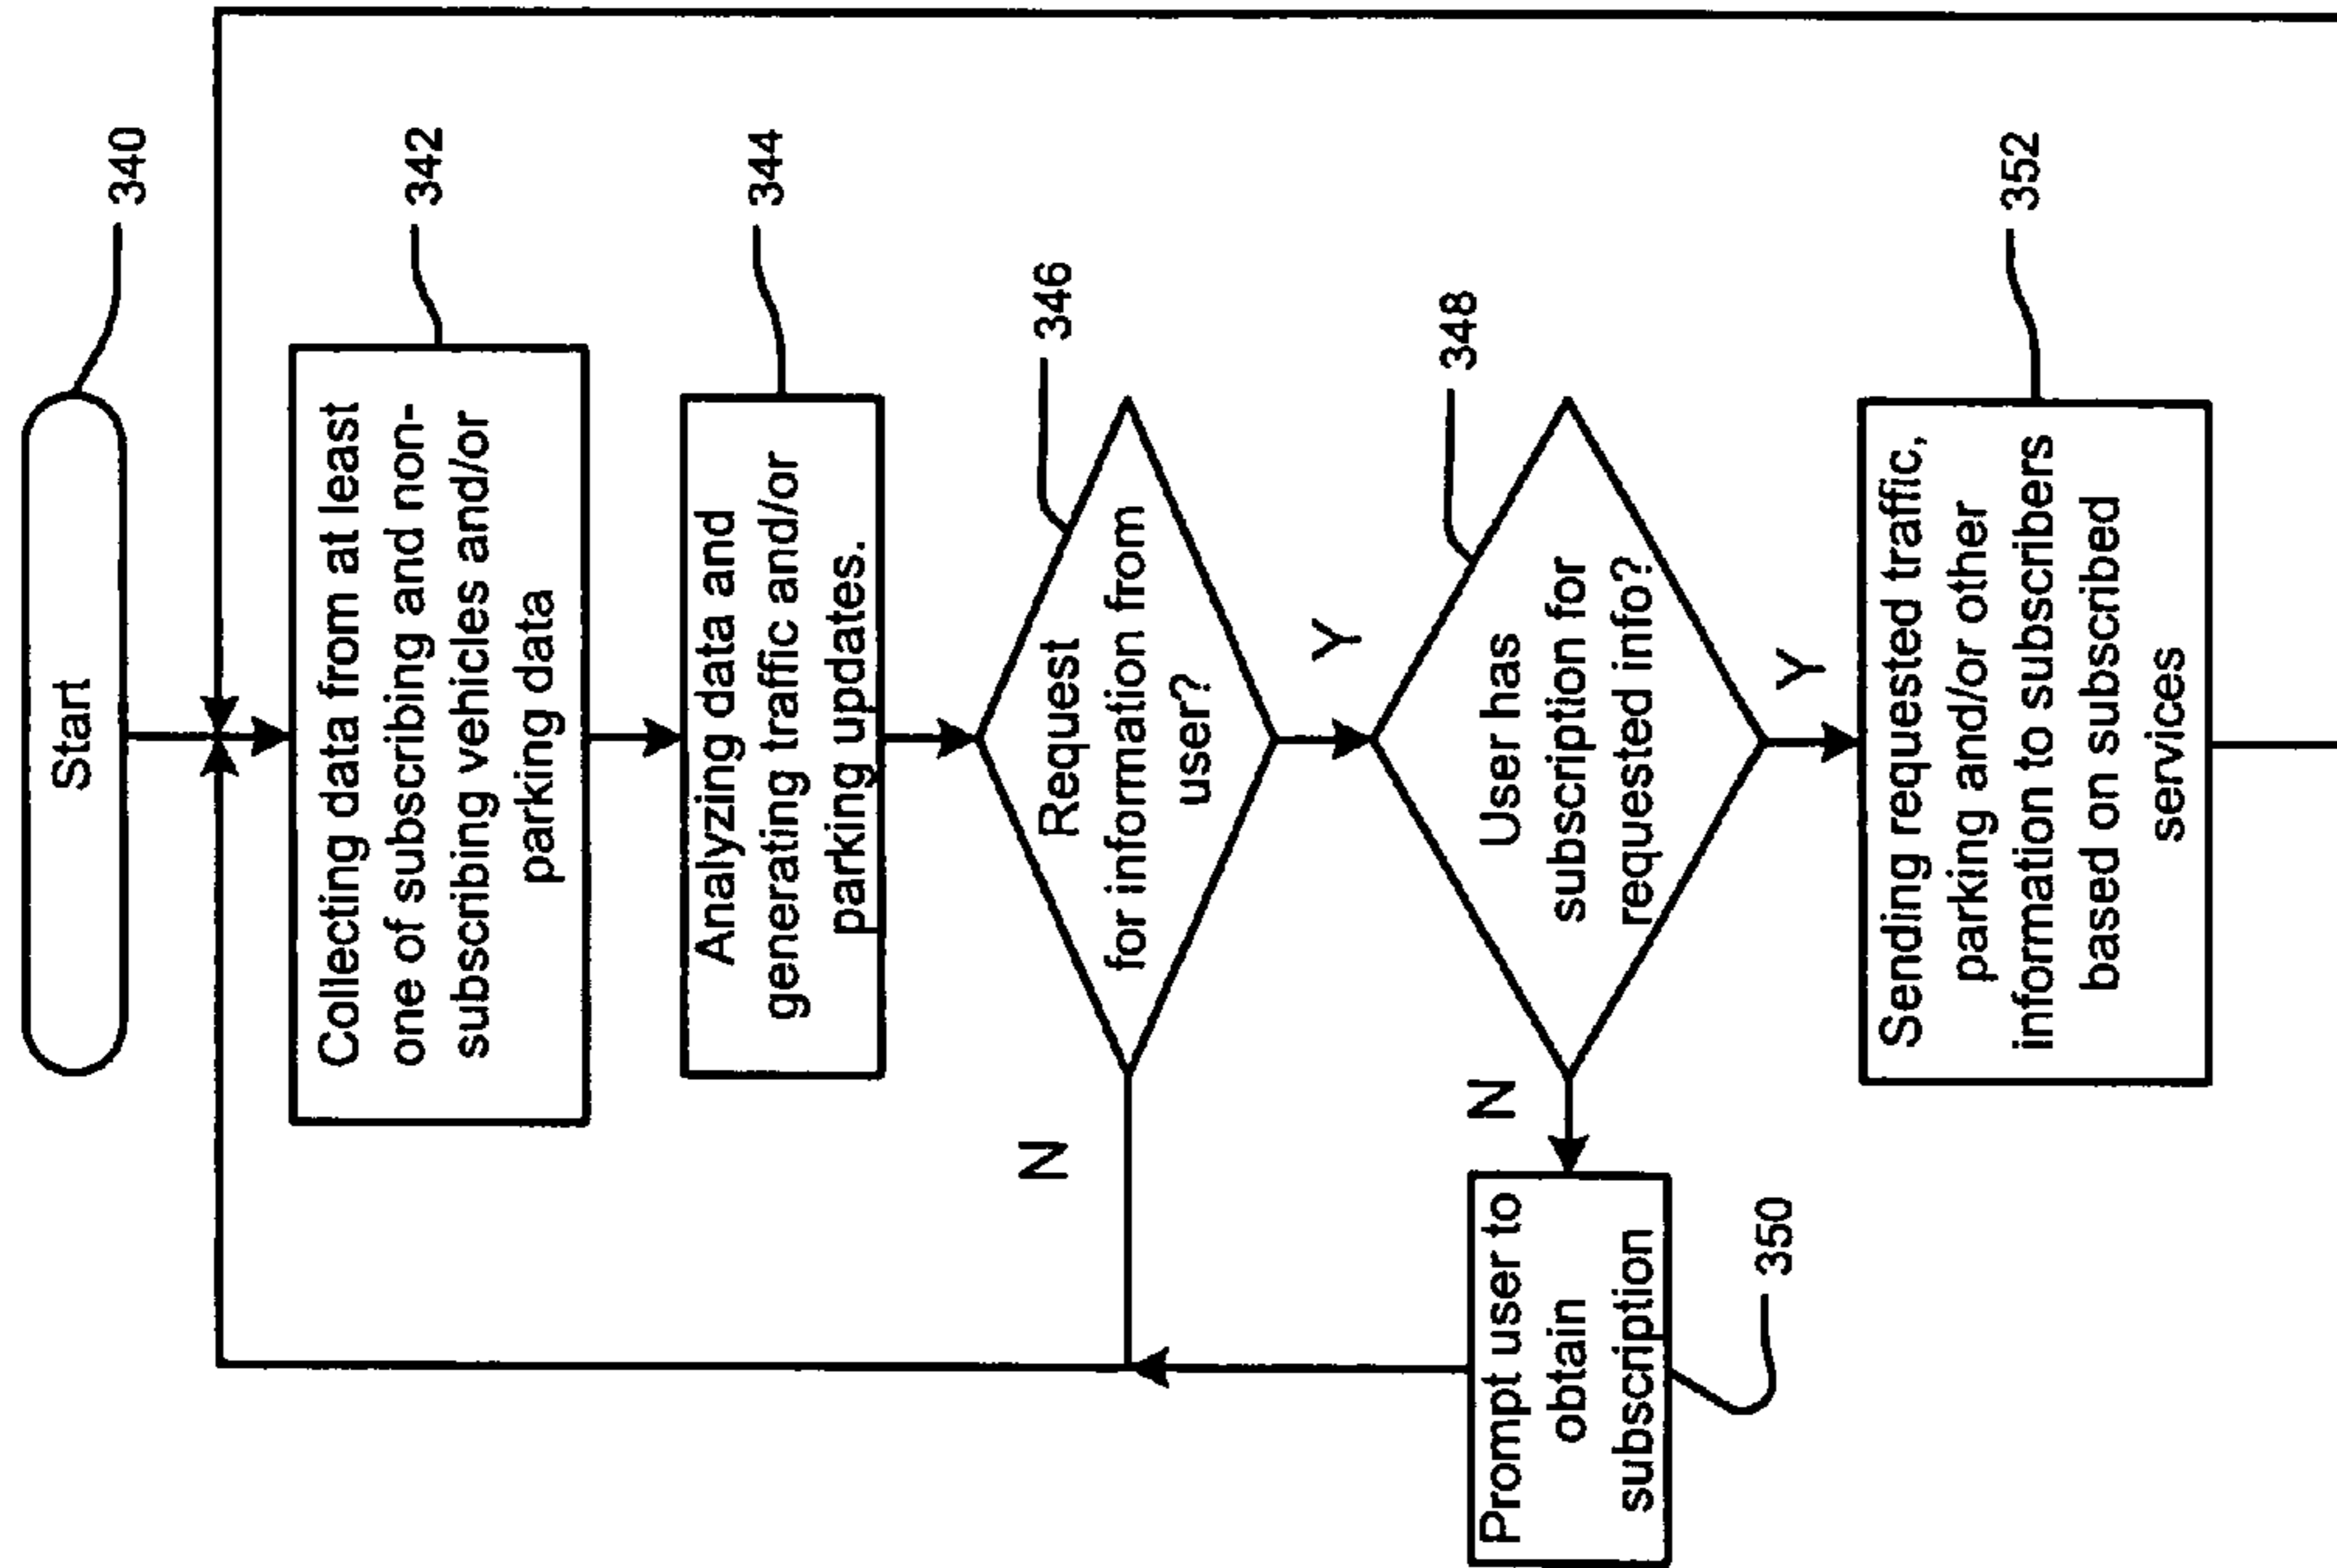 Start
340
Collecting data from at least
one of subscribing and non-
subscribing vehicles and/or
parking data
342
Analyzing data and
generating traffic and/or
parking updates.
344
Request
for information from
user?
346
N
Y
User has
subscription for
requested info?
348
N
Y
Prompt user to
obtain
subscription
350
Sending requested traffic,
parking and/or other
information to subscribers
based on subscribed
services
352